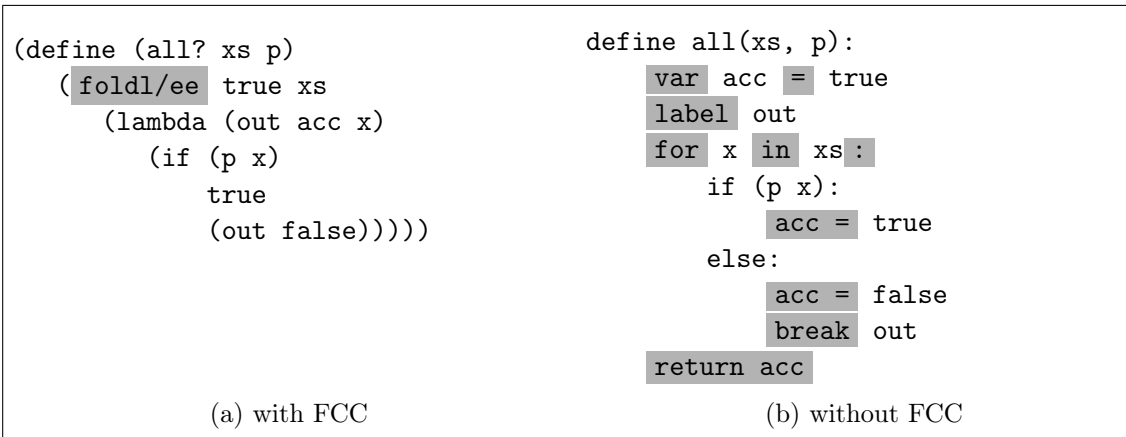 (define (all? xs p)
(foldl/ee true xs
(lambda (out acc x)
(if (p x)
true
(out false)))))
(a) with FCC
define all(xs, p):
var acc = true
label out
for x in xs:
if (p x):
acc = true
else:
acc = false
break out
return acc
(b) without FCC